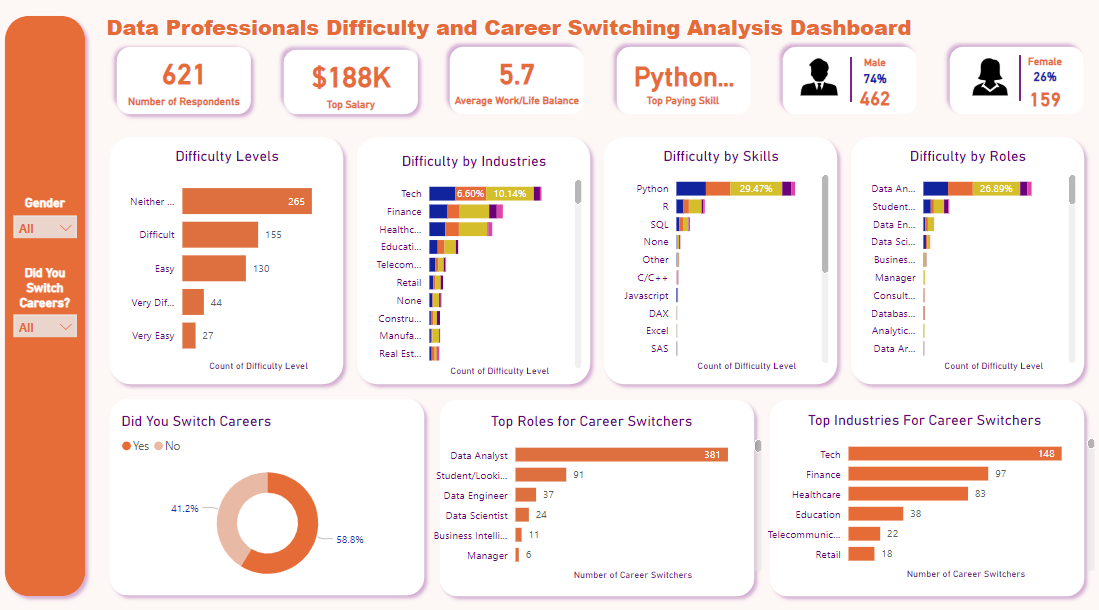 Data Professionals Difficulty and Career Switching Analysis Dashboard
621
Number of Respondents
$188K
Top Salary
5.7
Average Work/Life Balance
Python...
Top Paying Skill
Male
74%
462
Female
26%
159
Gender
All
Did You
Switch
Careers?
All
Difficulty Levels
Neither ...
265
Difficult
155
Easy
130
Very Dif...
44
Very Easy
27
Count of Difficulty Level
Difficulty by Industries
Tech
6.60%
10.14%
Finance
Healthc...
Educati...
Telecom...
Retail
None
Constru...
Manufa...
Real Est...
Count of Difficulty Level
Difficulty by Skills
Python
29.47%
R
SQL
None
Other
C/C++
Javascript
DAX
Excel
SAS
Count of Difficulty Level
Difficulty by Roles
Data An...
26.89%
Student...
Data En...
Data Sci...
Busines...
Manager
Consult...
Databas...
Analytic...
Data Ar...
Count of Difficulty Level
Did You Switch Careers
Yes No
41.2%
58.8%
Top Roles for Career Switchers
Data Analyst
381
Student/Looki...
91
Data Engineer
37
Data Scientist
24
Business Intelli...
11
Manager
6
Number of Career Switchers
Top Industries For Career Switchers
Tech
148
Finance
97
Healthcare
83
Education
38
Telecommunic...
22
Retail
18
Number of Career Switchers